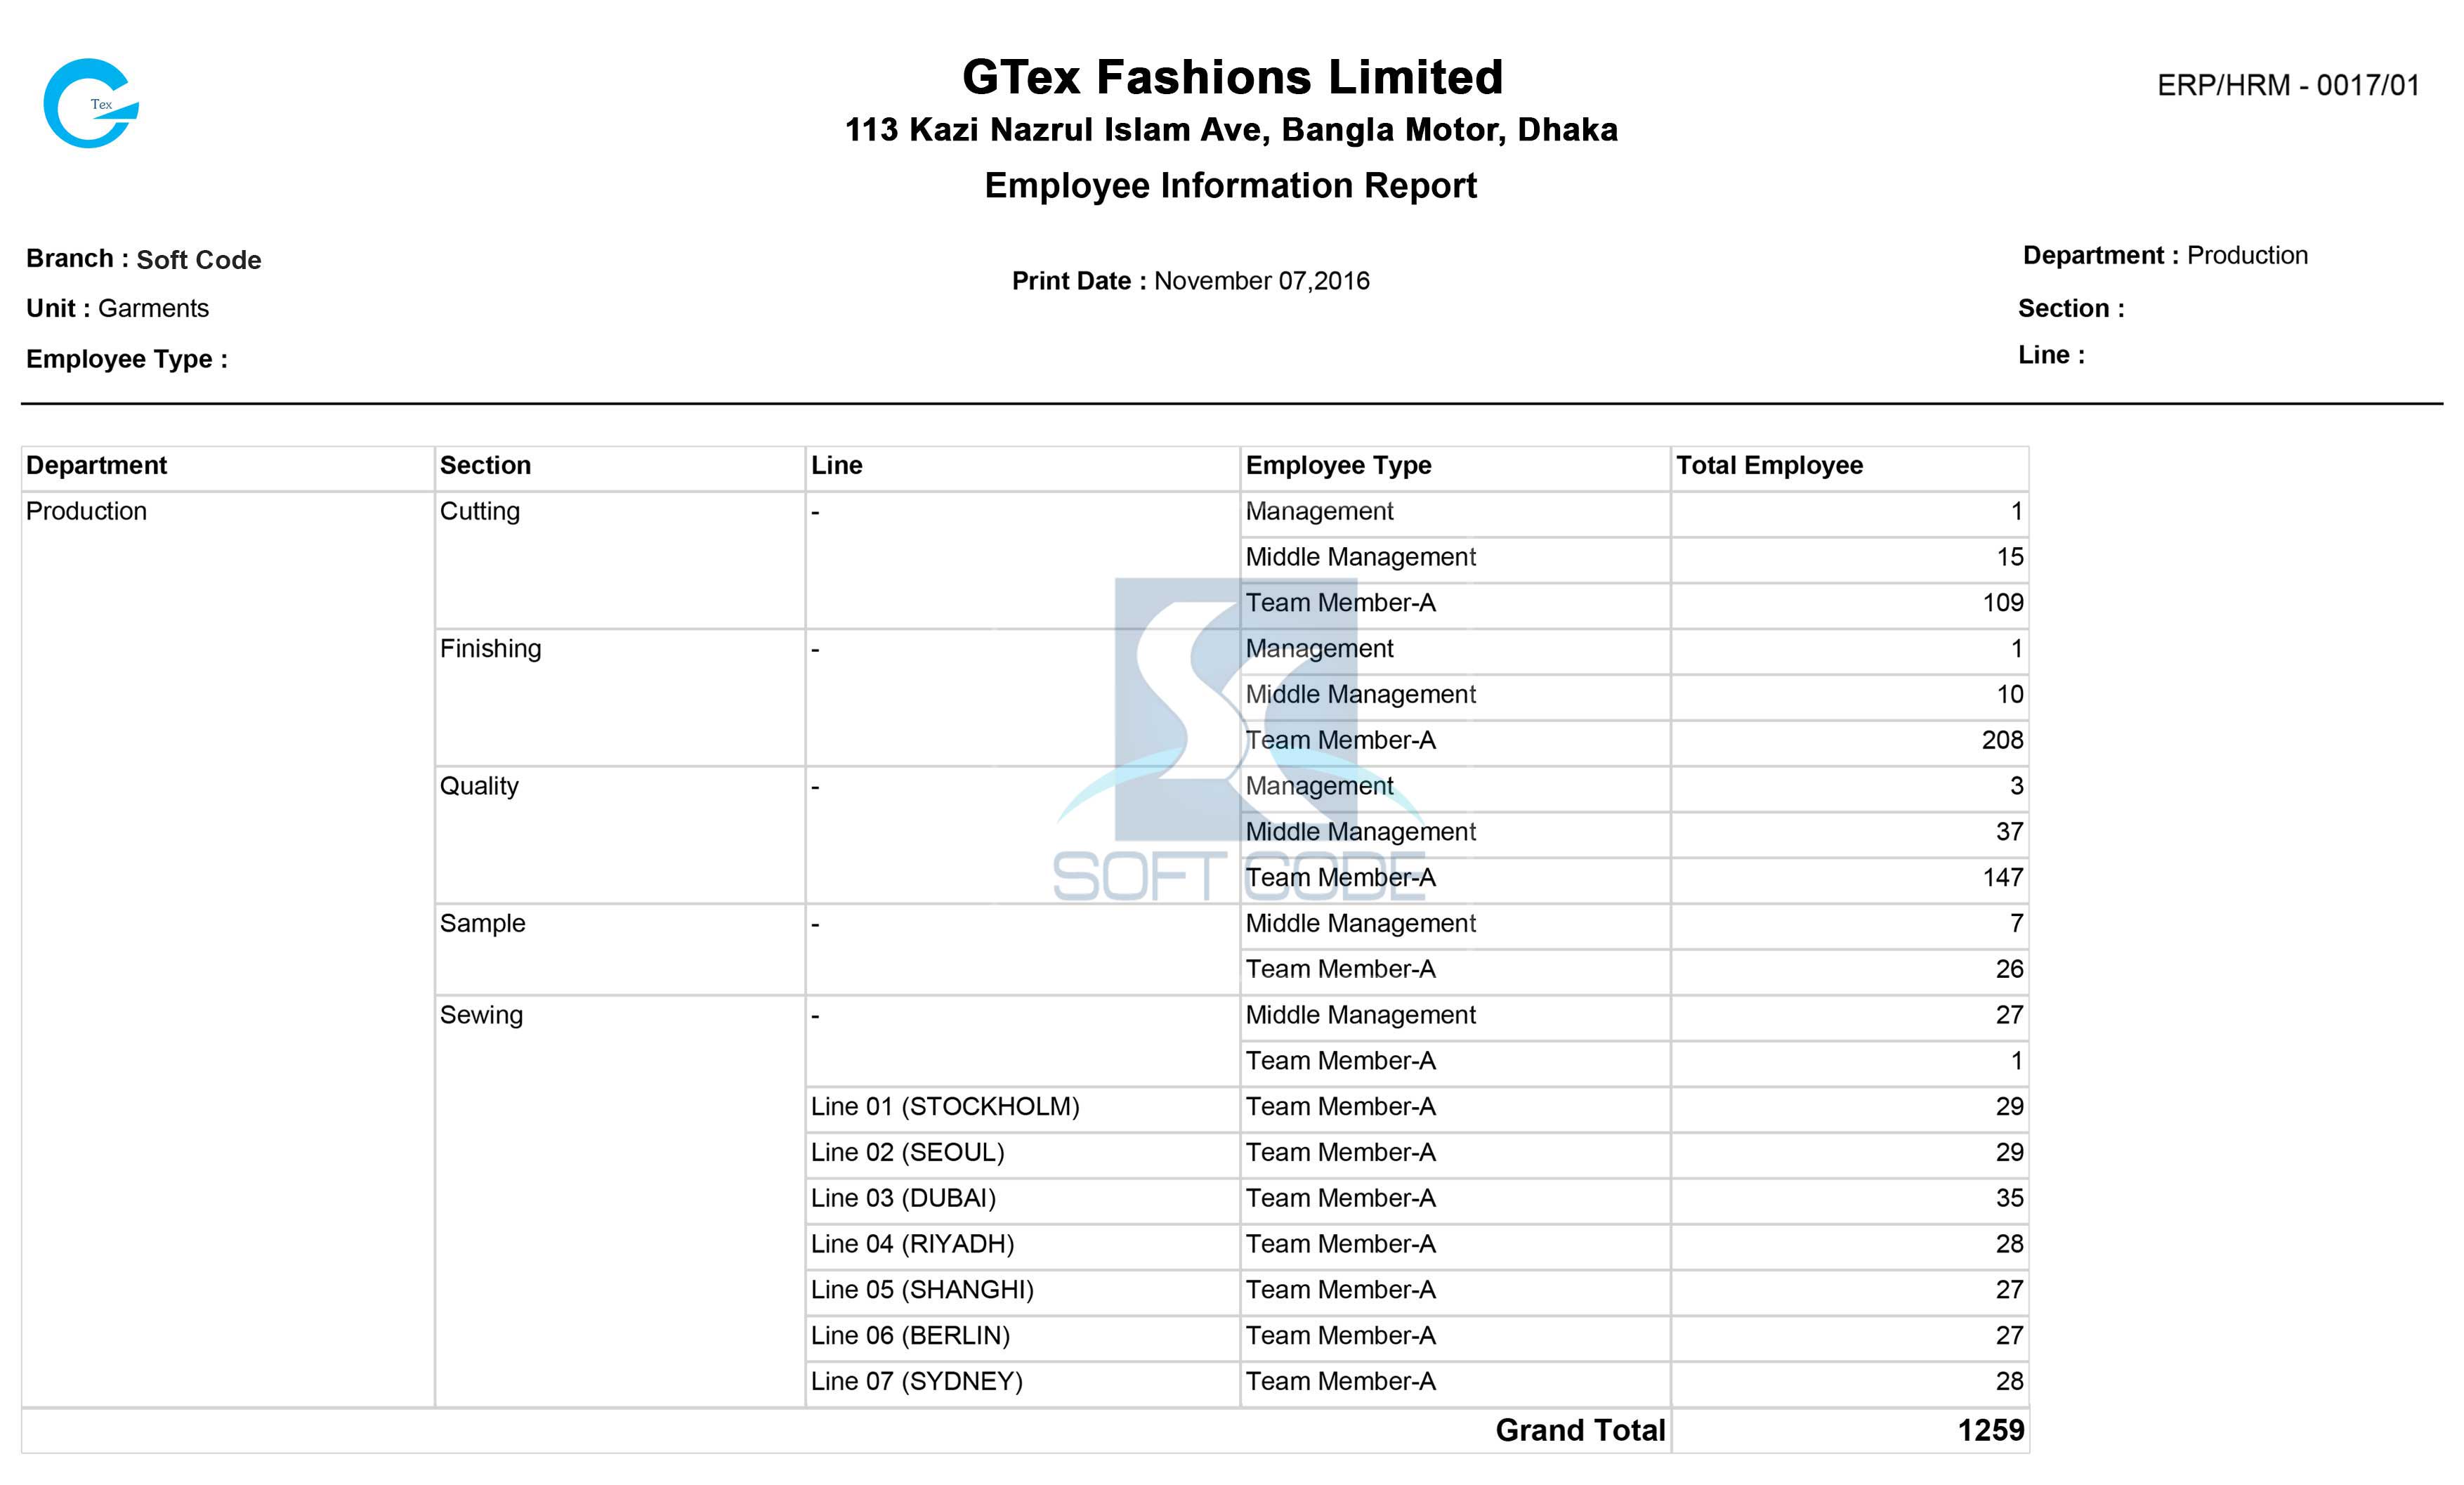 Tex
GTex Fashions Limited
ERP/HRM - 0017/01
113 Kazi Nazrul Islam Ave, Bangla Motor, Dhaka
Employee Information Report
Branch : Soft Code
Department : Production
Print Date : November 07,2016
Unit : Garments
Section :
Employee Type :
Line :
Department Section Line Employee Type Total Employee
Production Cutting - Management 1
Middle Management 15
Team Member-A 109
Finishing - Management 1
Middle Management 10
Team Member-A 208
Quality - Management 3
Middle Management 37
Team Member-A 147
SOFT CODE
Sample - Middle Management 7
Team Member-A 26
Sewing - Middle Management 27
Team Member-A 1
Line 01 (STOCKHOLM) Team Member-A 29
Line 02 (SEOUL) Team Member-A 29
Line 03 (DUBAI) Team Member-A 35
Line 04 (RIYADH) Team Member-A 28
Line 05 (SHANGHI) Team Member-A 27
Line 06 (BERLIN) Team Member-A 27
Line 07 (SYDNEY) Team Member-A 28
Grand Total 1259